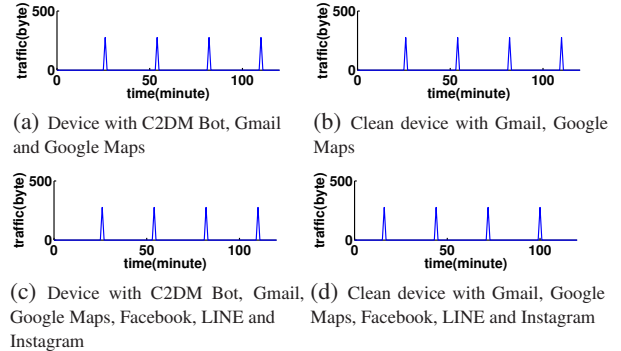 500
traffic(byte)
0
0 50 100
time(minute)
(a) Device with C2DM Bot, Gmail
and Google Maps
500
traffic(byte)
0
0 50 100
time(minute)
(b) Clean device with Gmail, Google
Maps
500
traffic(byte)
0
0 50 100
time(minute)
(c) Device with C2DM Bot, Gmail,
Google Maps, Facebook, LINE and
Instagram
500
traffic(byte)
0
0 50 100
time(minute)
(d) Clean device with Gmail, Google
Maps, Facebook, LINE and Instagram